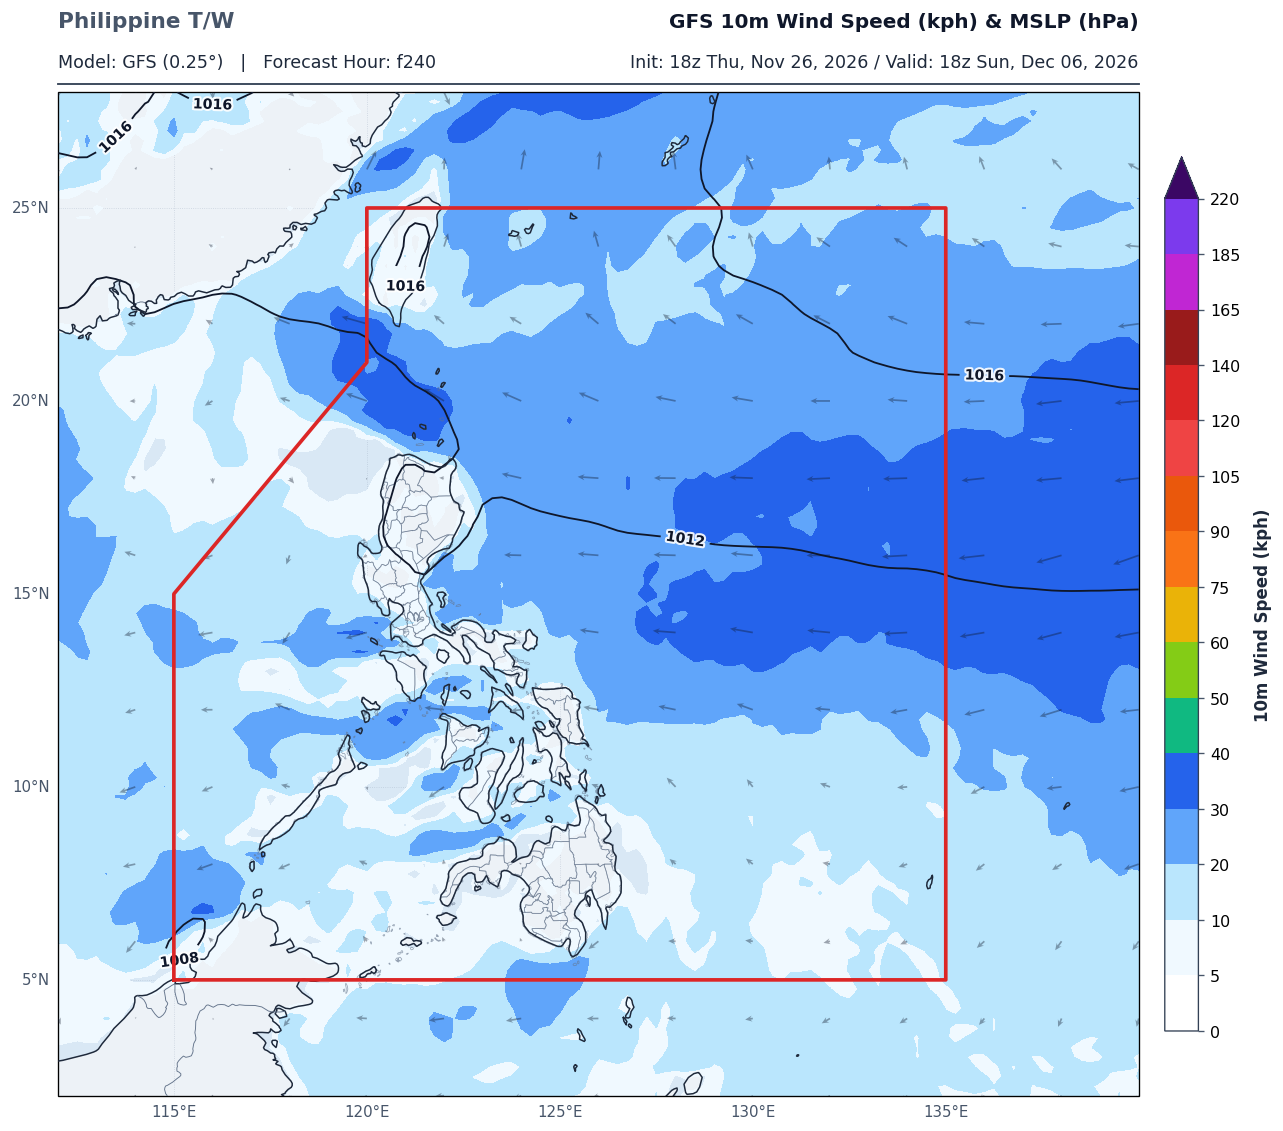 Philippine T/W
GFS 10m Wind Speed (kph) & MSLP (hPa)
Model: GFS (0.25°) | Forecast Hour: f240
Init: 18z Thu, Nov 26, 2026 / Valid: 18z Sun, Dec 06, 2026
1016
1016
1016
1016
1012
1008
25°N
20°N
15°N
10°N
5°N
115°E
120°E
125°E
130°E
135°E
220
185
165
140
120
105
90
75
60
50
40
30
20
10
5
0
10m Wind Speed (kph)